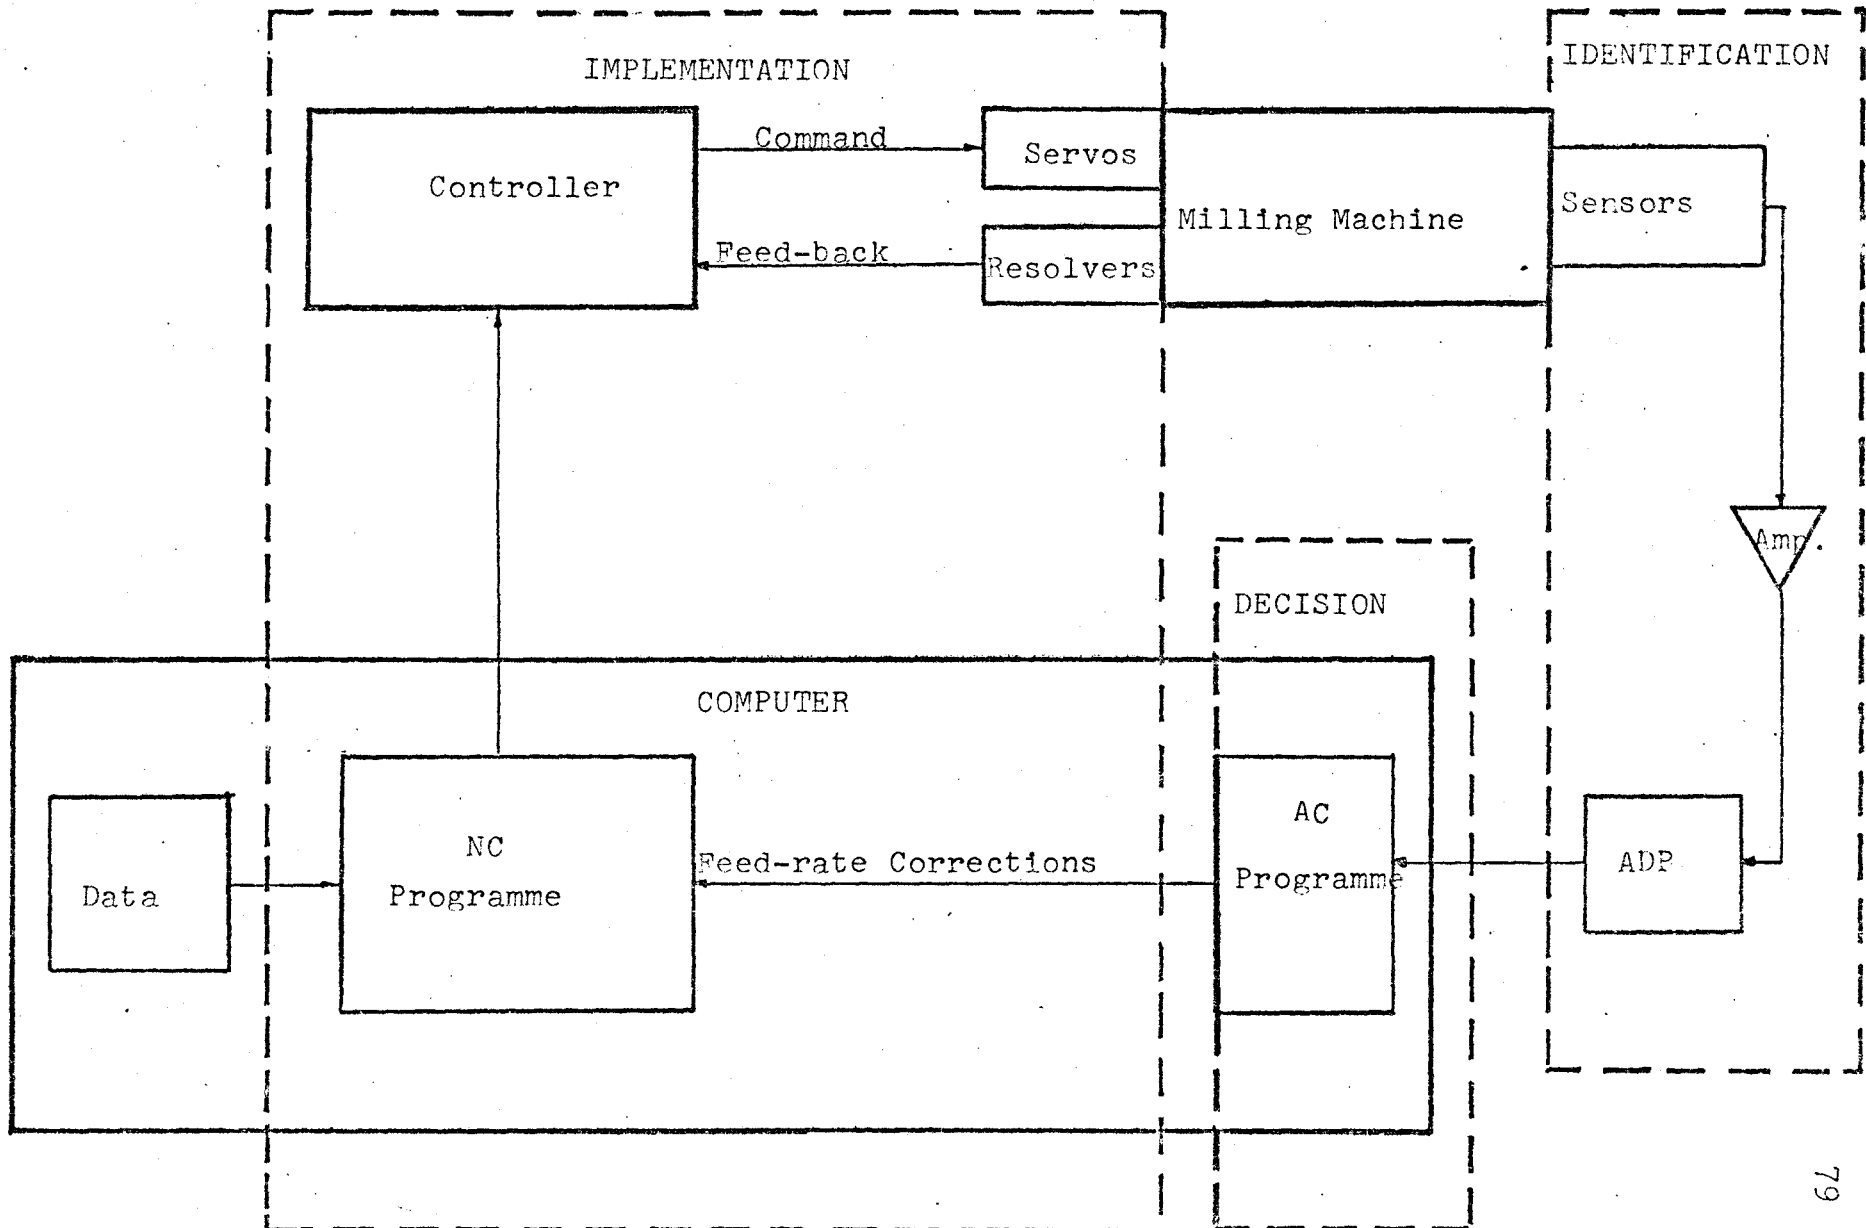 IMPLEMENTATION
IDENTIFICATION
Controller
Command
Servos
Feed-back
Resolvers
Milling Machine
Sensors
Amp.
DECISION
COMPUTER
Data
NC
Programme
Feed-rate Corrections
AC
Programme
ADP
79